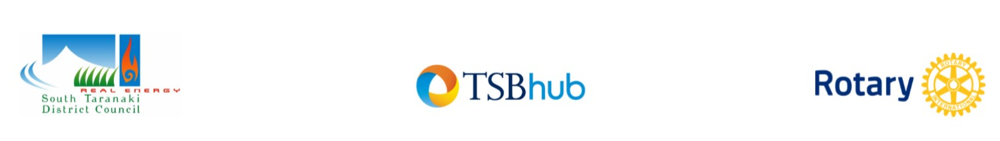 REAL ENERGY
South Taranaki
District Council
TSBhub
Rotary
ROTARY
INTERNATIONAL